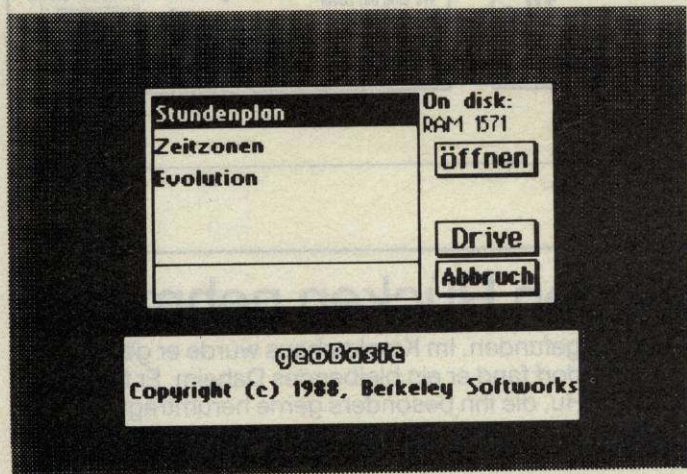 Stundenplan
Zeitzonen
Evolution
On disk:
RAM 1571
Öffnen
Drive
Abbruch
geoBasic
Copyright (c) 1988, Berkeley Softworks